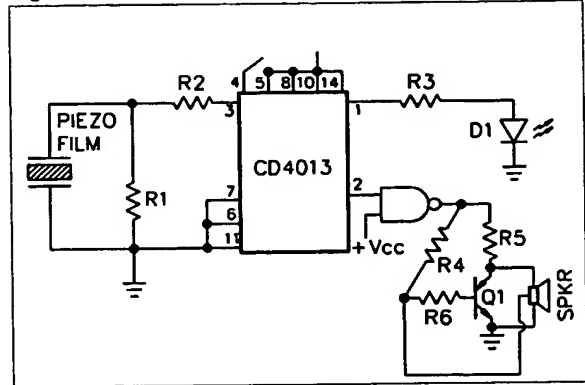 4 5 8 10 14
R2
R3
3
1
PIEZO
FILM
D1
CD4013
R1
7
2
6
11
+Vcc
R4
R5
R6
Q1
SPKR